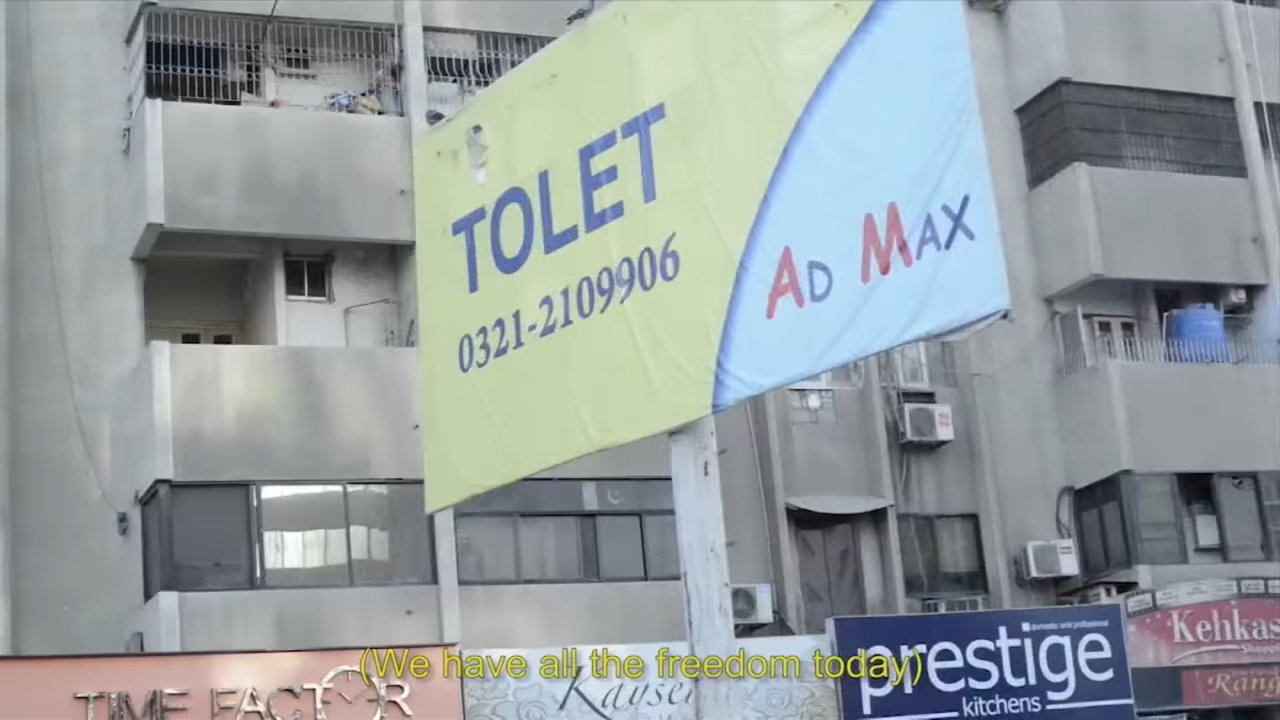 TOLET
0321-2109906
AD MAX
TIME FACTOR
prestige
kitchens
Kehkas
(We have all the freedom today)